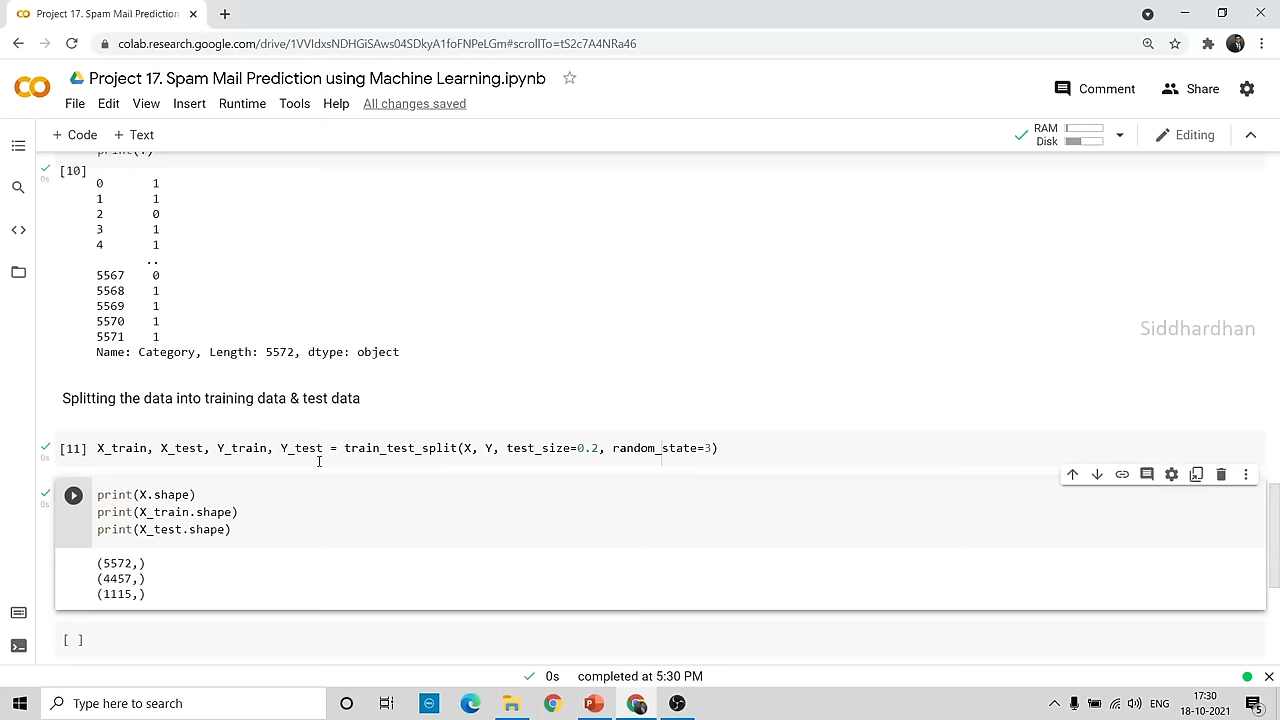 Project 17. Spam Mail Prediction
colab.research.google.com/drive/1VVIdxsNDHGiSAws04SDkyA1foFNPeLGm#scrollTo=tS2c7A4NRa46
Project 17. Spam Mail Prediction using Machine Learning.ipynb
File Edit View Insert Runtime Tools Help All changes saved
Comment Share
+ Code + Text
RAM
Disk
Editing
[10]
0 1
1 1
2 0
3 1
4 1
..
5567 0
5568 1
5569 1
5570 1
5571 1
Name: Category, Length: 5572, dtype: object
Siddhardhan
Splitting the data into training data & test data
[11] X_train, X_test, Y_train, Y_test = train_test_split(X, Y, test_size=0.2, random_state=3)
0s
print(X.shape)
print(X_train.shape)
print(X_test.shape)
0s
(5572,)
(4457,)
(1115,)
[ ]
0s completed at 5:30 PM
Type here to search
ENG
17:30
18-10-2021
5